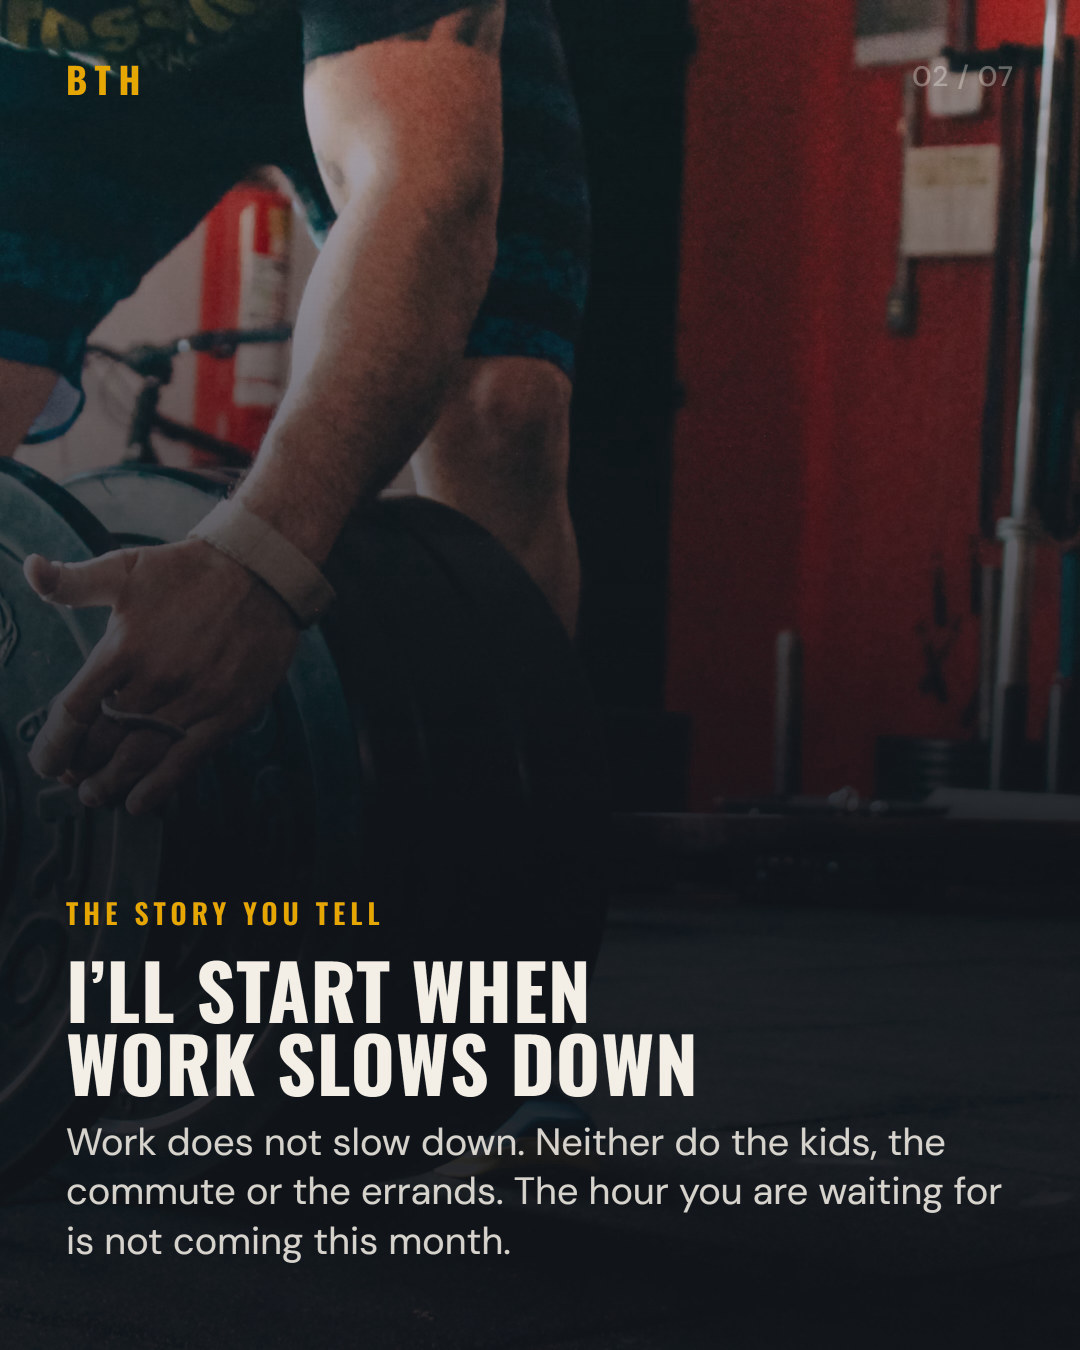 BTH
02 / 07
THE STORY YOU TELL
I’LL START WHEN
WORK SLOWS DOWN
Work does not slow down. Neither do the kids, the
commute or the errands. The hour you are waiting for
is not coming this month.